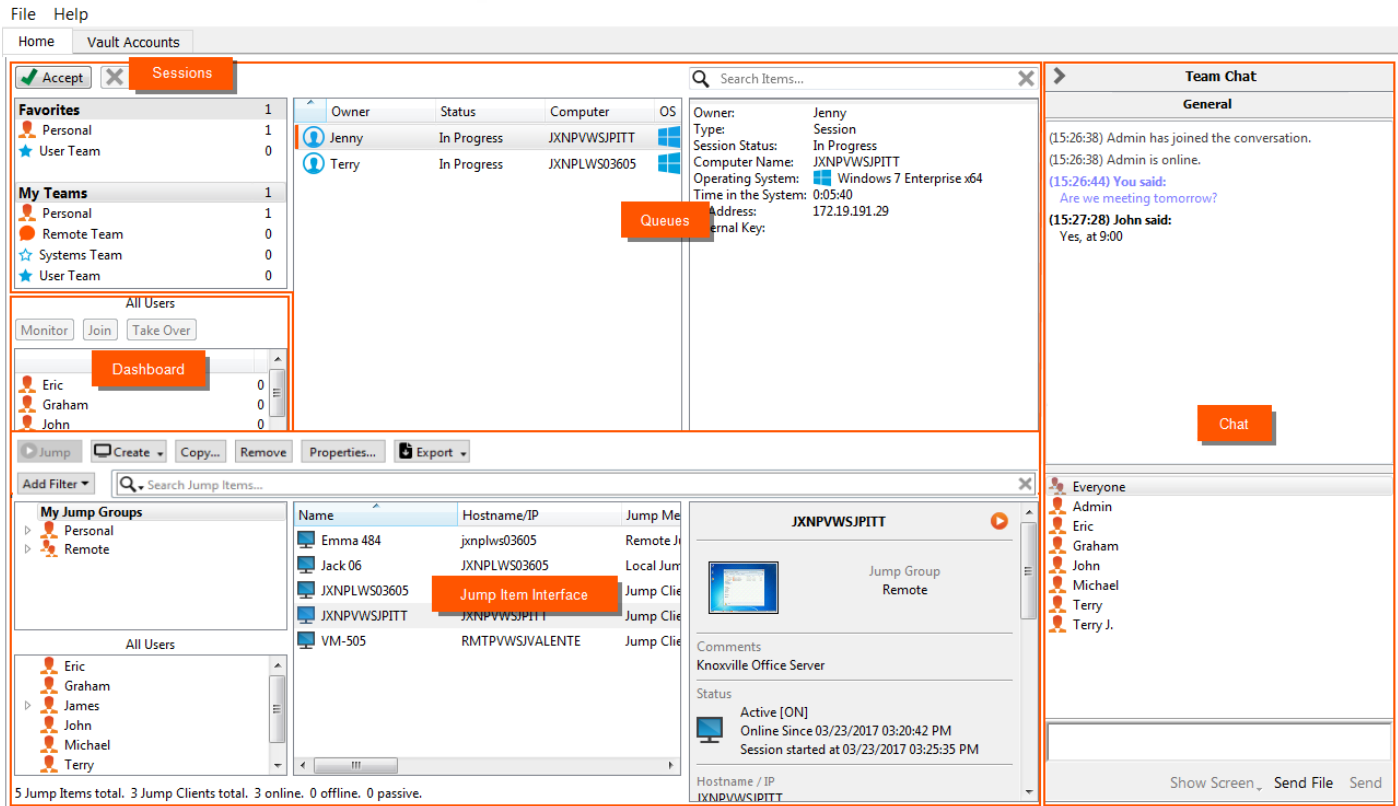 File Help
Home Vault Accounts
Accept Sessions Search Items...
Favorites 1
Personal 1
User Team 0
My Teams 1
Personal 1
Remote Team 0
Systems Team 0
User Team 0
Owner Status Computer OS
Jenny In Progress JXNPVWSJPITT
Terry In Progress JXNPLWS03605
Queues
Owner: Jenny
Type: Session
Session Status: In Progress
Computer Name: JXNPVWSJPITT
Operating System: Windows 7 Enterprise x64
Time in the System: 0:05:40
Address: 172.19.191.29
ernal Key:
Team Chat
General
(15:26:38) Admin has joined the conversation.
(15:26:38) Admin is online.
(15:26:44) You said:
Are we meeting tomorrow?
(15:27:28) John said:
Yes, at 9:00
Chat
Everyone
Admin
Eric
Graham
John
Michael
Terry
Terry J.
Show Screen Send File Send
All Users
Monitor Join Take Over
Dashboard
Eric 0
Graham 0
John 0
Jump Create Copy... Remove Properties... Export
Add Filter Search Jump Items...
My Jump Groups
Personal
Remote
All Users
Eric
Graham
James
John
Michael
Terry
Name Hostname/IP Jump Me
Emma 484 jxnplws03605 Remote Ju
Jack 06 JXNPLWS03605 Local Jum
JXNPLWS03605 Jump Clie
JXNPVWSJPITT JXNPVWSJPITT Jump Clie
VM-505 RMTPVWSJVALENTE Jump Clie
Jump Item Interface
JXNPVWSJPITT
Jump Group
Remote
Comments
Knoxville Office Server
Status
Active [ON]
Online Since 03/23/2017 03:20:42 PM
Session started at 03/23/2017 03:25:35 PM
Hostname / IP
JXNPVWSJPITT
5 Jump Items total. 3 Jump Clients total. 3 online. 0 offline. 0 passive.